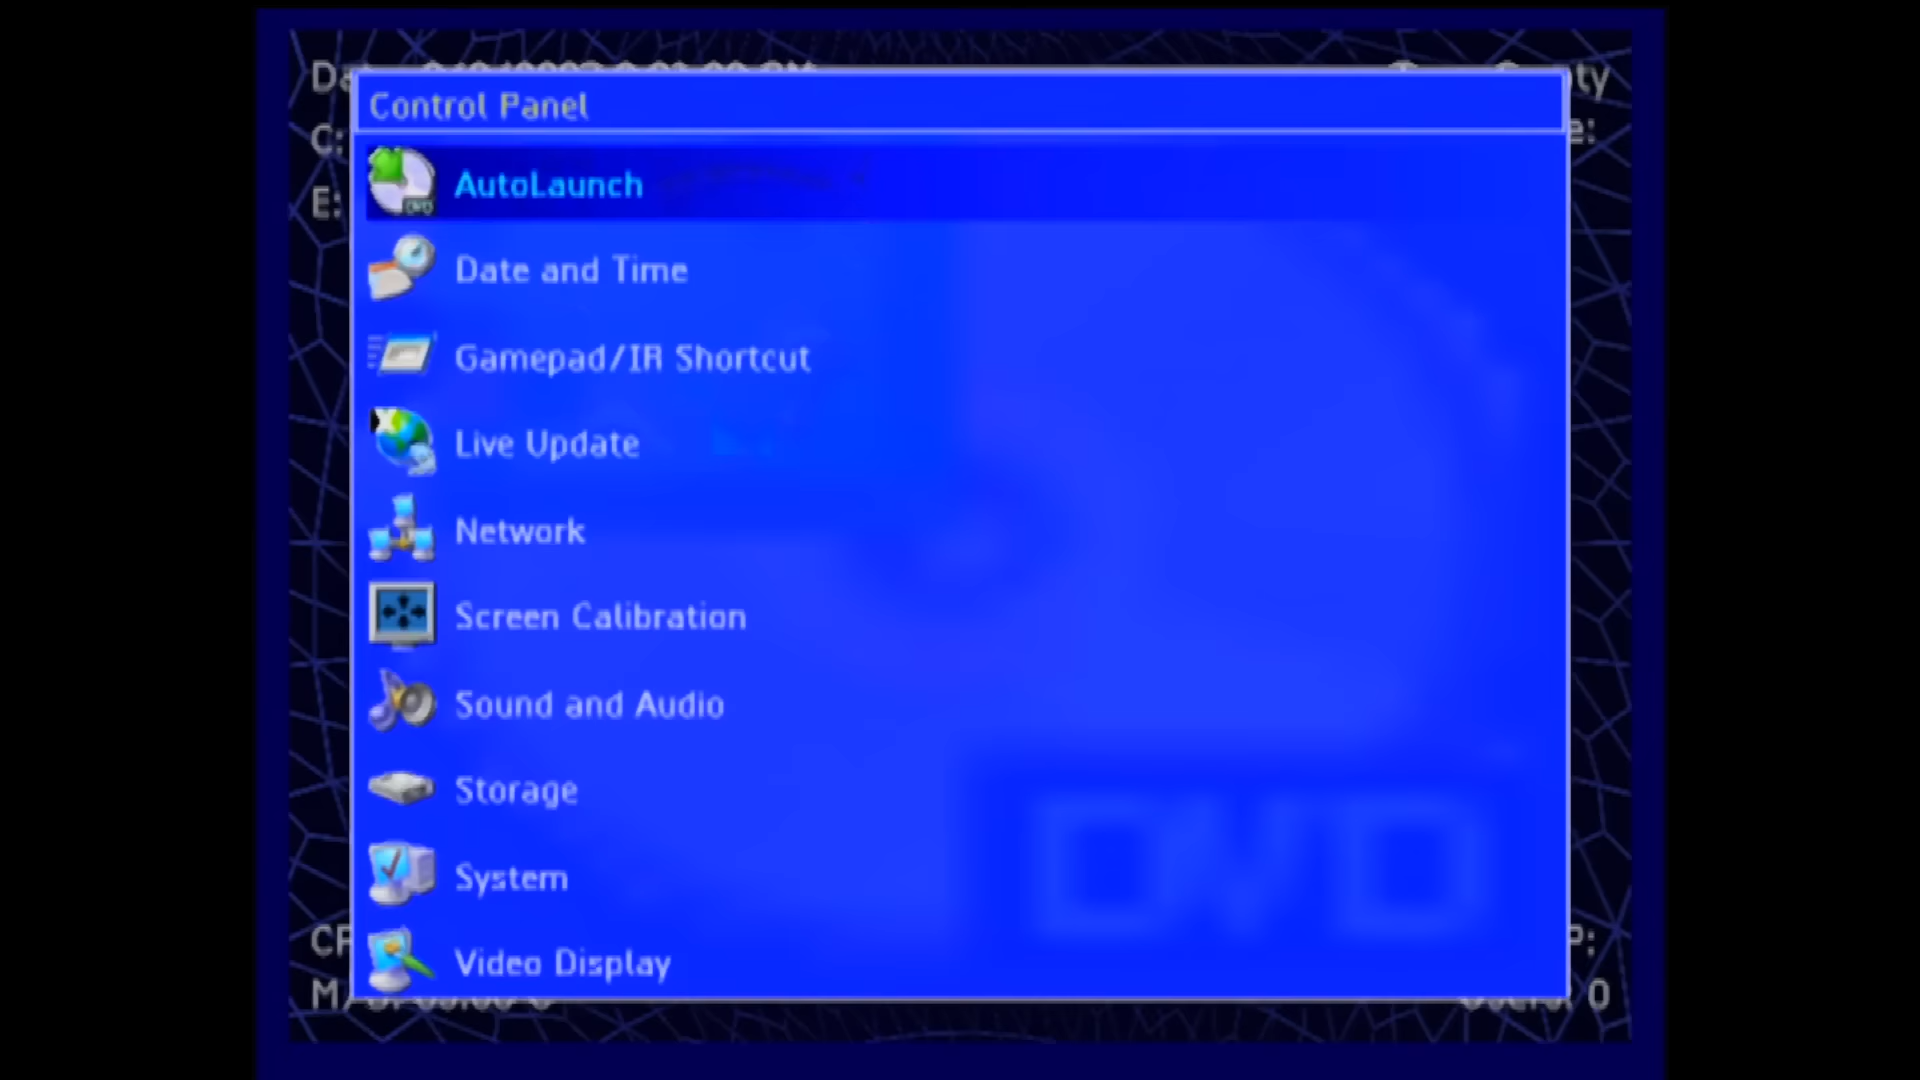 Control Panel
C:
E:
AutoLaunch
Date and Time
Gamepad/IR Shortcut
Live Update
Network
Screen Calibration
Sound and Audio
Storage
System
Video Display
DVD